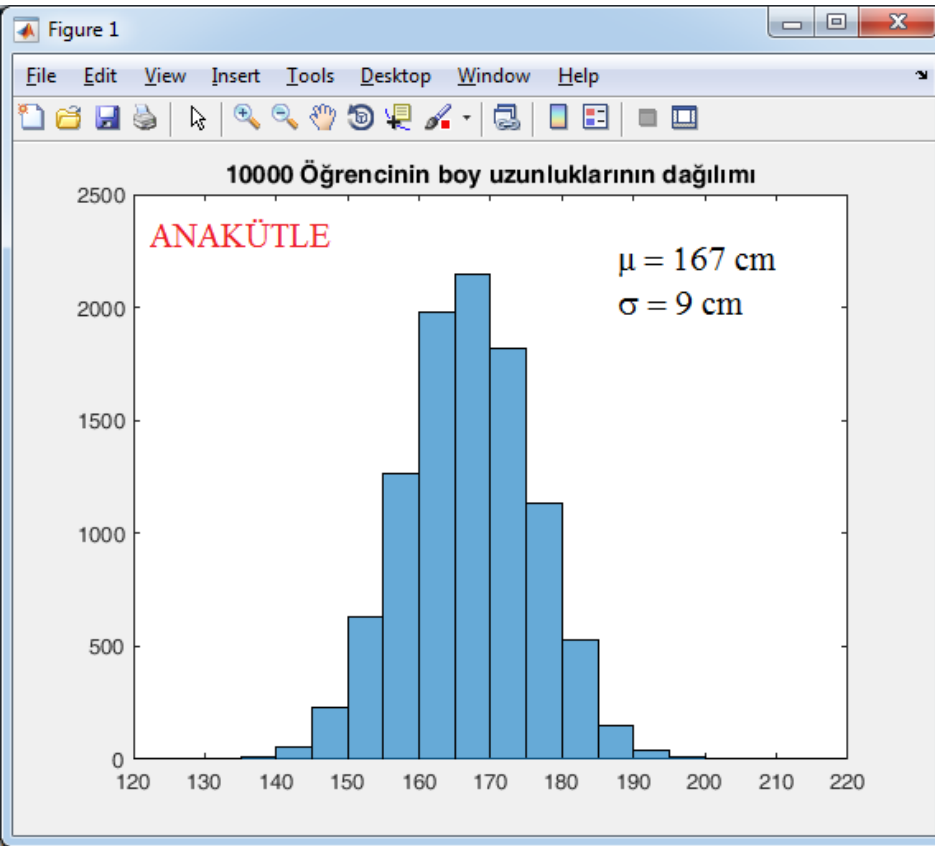 Figure 1
File Edit View Insert Tools Desktop Window Help
10000 Öğrencinin boy uzunluklarının dağılımı
ANAKÜTLE
μ = 167 cm
σ = 9 cm
2500
2000
1500
1000
500
0
120 130 140 150 160 170 180 190 200 210 220